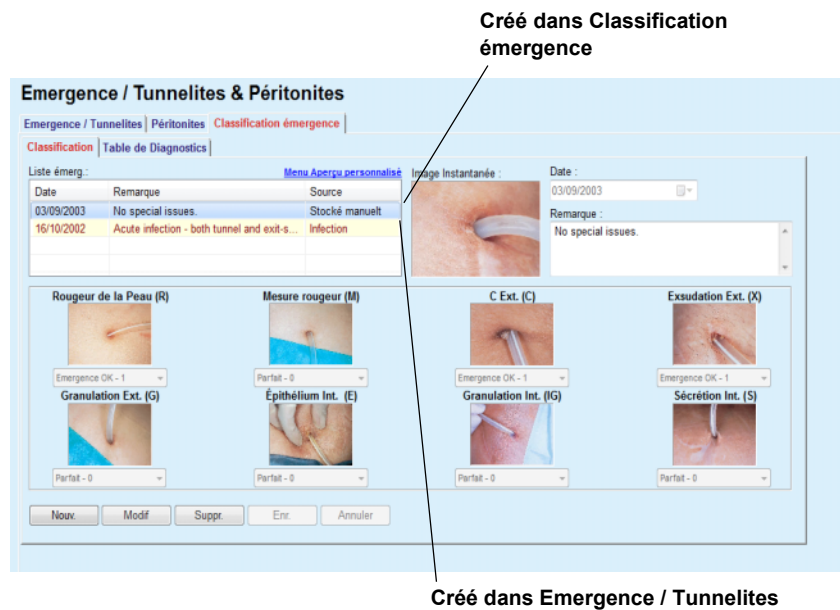 Créé dans Classification
émergence
Emergence / Tunnelites & Péritonites
Emergence / Tunnelites Péritonites Classification émergence
Classification Table de Diagnostics
Liste émerg.: Menu Aperçu personnalisé Image Instantanée : Date :
Date Remarque Source 03/09/2003
03/09/2003 No special issues. Stocké manuelt Remarque :
16/10/2002 Acute infection - both tunnel and exit-s... Infection No special issues.
Rougeur de la Peau (R) Mesure rougeur (M) C Ext. (C) Exsudation Ext. (X)
Emergence OK - 1 Parfait - 0 Emergence OK - 1 Emergence OK - 1
Granulation Ext. (G) Épithélium Int. (E) Granulation Int. (IG) Sécrétion Int. (S)
Parfait - 0 Parfait - 0 Parfait - 0 Parfait - 0
Nouv. Modif Suppr. Enr. Annuler
Créé dans Emergence / Tunnelites